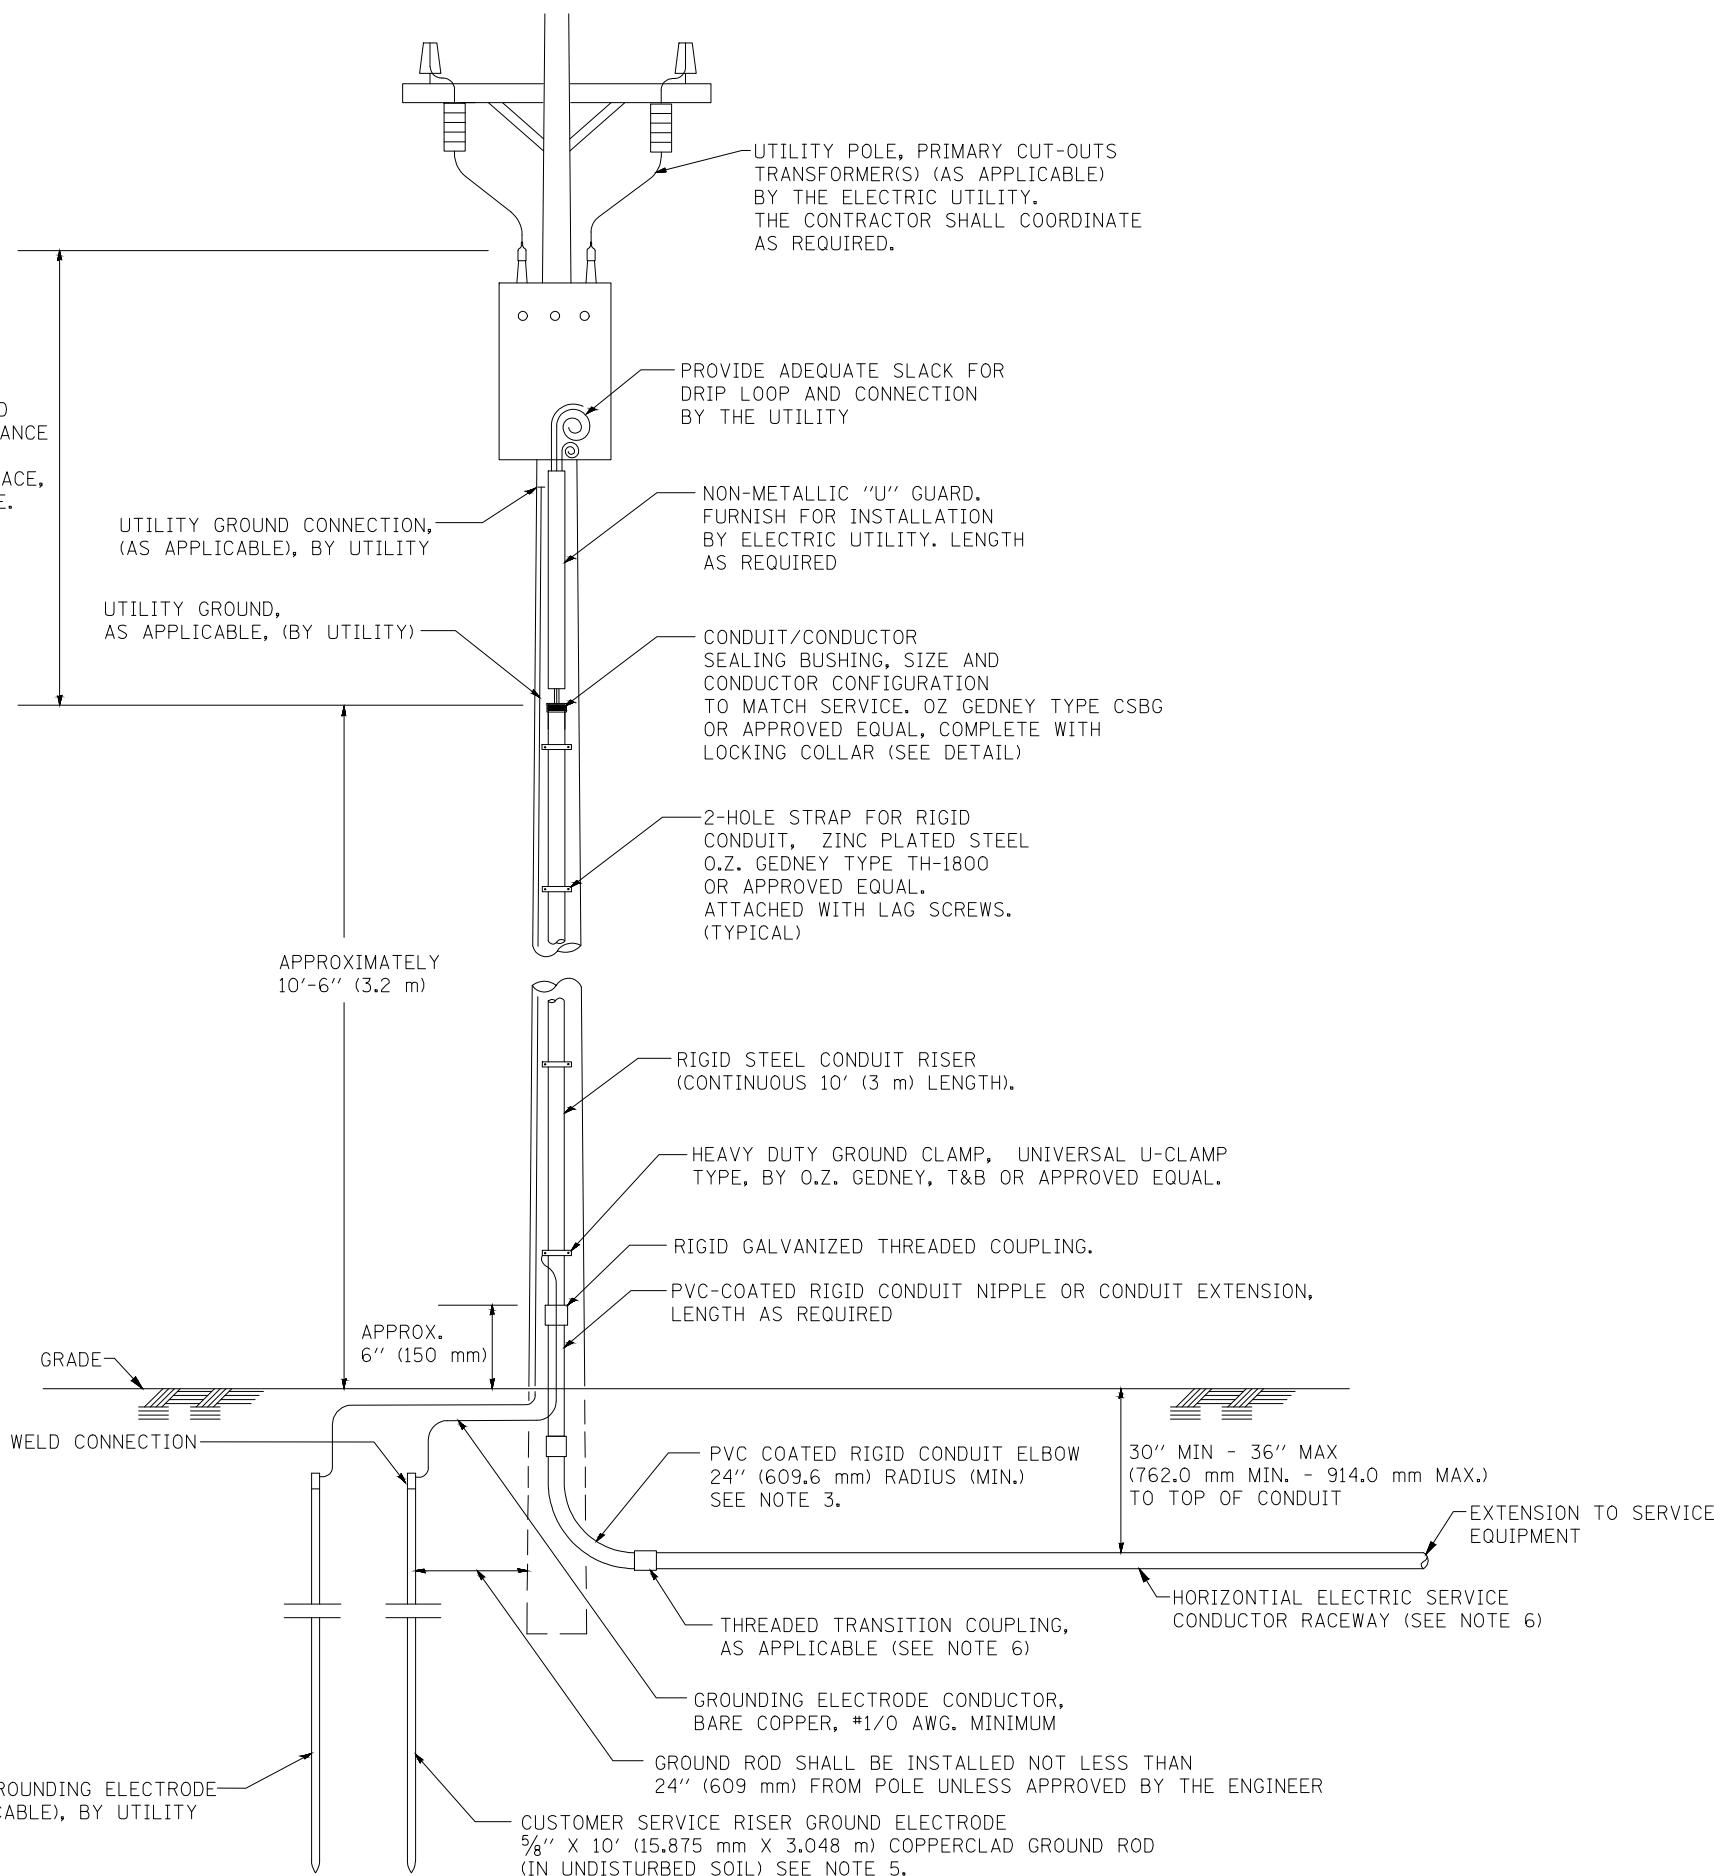 UTILITY POLE, PRIMARY CUT-OUTS
TRANSFORMER(S) (AS APPLICABLE)
BY THE ELECTRIC UTILITY.
THE CONTRACTOR SHALL COORDINATE
AS REQUIRED.
PROVIDE ADEQUATE SLACK FOR
DRIP LOOP AND CONNECTION
BY THE UTILITY
O
ANCE
ACE,
E.
NON-METALLIC "U" GUARD.
FURNISH FOR INSTALLATION
BY ELECTRIC UTILITY. LENGTH
AS REQUIRED
UTILITY GROUND CONNECTION,
(AS APPLICABLE), BY UTILITY
UTILITY GROUND,
AS APPLICABLE, (BY UTILITY)
CONDUIT/CONDUCTOR
SEALING BUSHING, SIZE AND
CONDUCTOR CONFIGURATION
TO MATCH SERVICE. OZ GEDNEY TYPE CSBG
OR APPROVED EQUAL, COMPLETE WITH
LOCKING COLLAR (SEE DETAIL)
2-HOLE STRAP FOR RIGID
CONDUIT, ZINC PLATED STEEL
O.Z. GEDNEY TYPE TH-1800
OR APPROVED EQUAL.
ATTACHED WITH LAG SCREWS.
(TYPICAL)
APPROXIMATELY
10'-6" (3.2 m)
RIGID STEEL CONDUIT RISER
(CONTINUOUS 10' (3 m) LENGTH).
HEAVY DUTY GROUND CLAMP, UNIVERSAL U-CLAMP
TYPE, BY O.Z. GEDNEY, T&B OR APPROVED EQUAL.
RIGID GALVANIZED THREADED COUPLING.
PVC-COATED RIGID CONDUIT NIPPLE OR CONDUIT EXTENSION,
LENGTH AS REQUIRED
APPROX.
6" (150 mm)
GRADE
WELD CONNECTION
PVC COATED RIGID CONDUIT ELBOW
24" (609.6 mm) RADIUS (MIN.)
SEE NOTE 3.
30" MIN - 36" MAX
(762.0 mm MIN. - 914.0 mm MAX.)
TO TOP OF CONDUIT
EXTENSION TO SERVICE
EQUIPMENT
HORIZONTIAL ELECTRIC SERVICE
CONDUCTOR RACEWAY (SEE NOTE 6)
THREADED TRANSITION COUPLING,
AS APPLICABLE (SEE NOTE 6)
GROUNDING ELECTRODE CONDUCTOR,
BARE COPPER, #1/0 AWG. MINIMUM
GROUND ROD SHALL BE INSTALLED NOT LESS THAN
24" (609 mm) FROM POLE UNLESS APPROVED BY THE ENGINEER
ROUNDING ELECTRODE
CABLE), BY UTILITY
CUSTOMER SERVICE RISER GROUND ELECTRODE
5/8" X 10' (15.875 mm X 3.048 m) COPPERCLAD GROUND ROD
(IN UNDISTURBED SOIL) SEE NOTE 5.